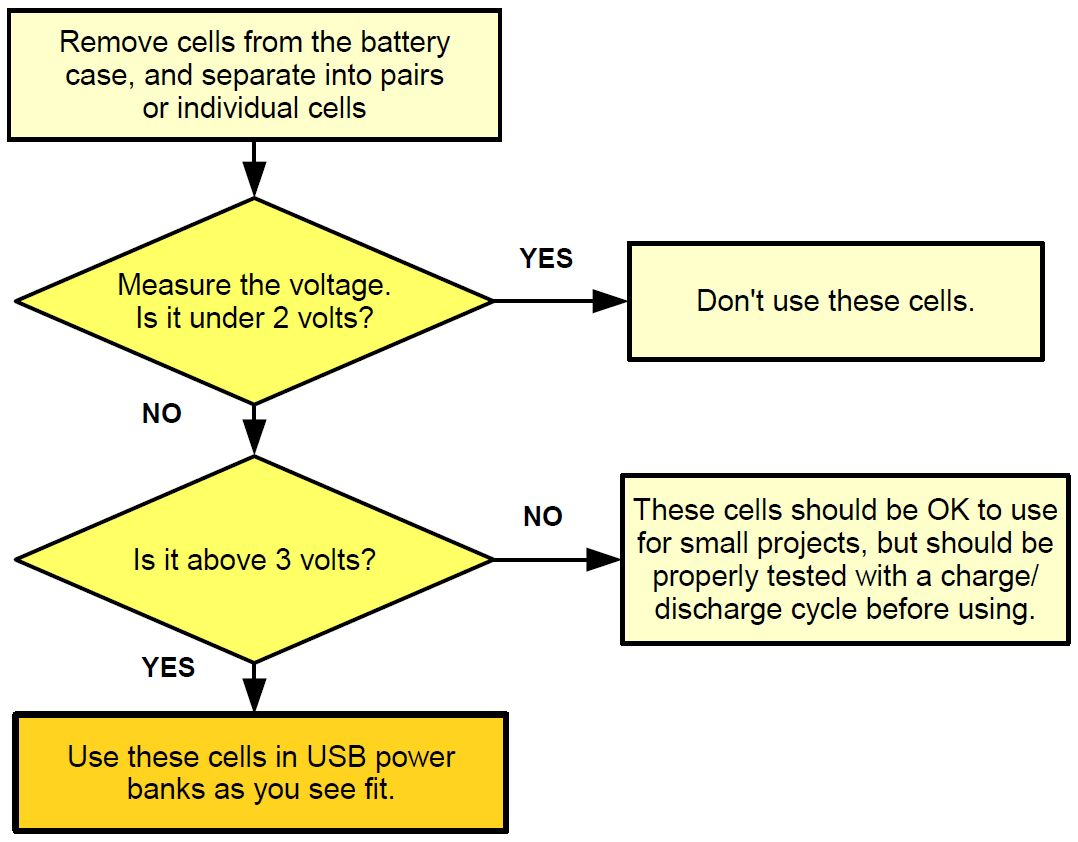 Remove cells from the battery
case, and separate into pairs
or individual cells
Measure the voltage.
Is it under 2 volts?
YES
Don't use these cells.
NO
Is it above 3 volts?
NO
These cells should be OK to use
for small projects, but should be
properly tested with a charge/
discharge cycle before using.
YES
Use these cells in USB power
banks as you see fit.